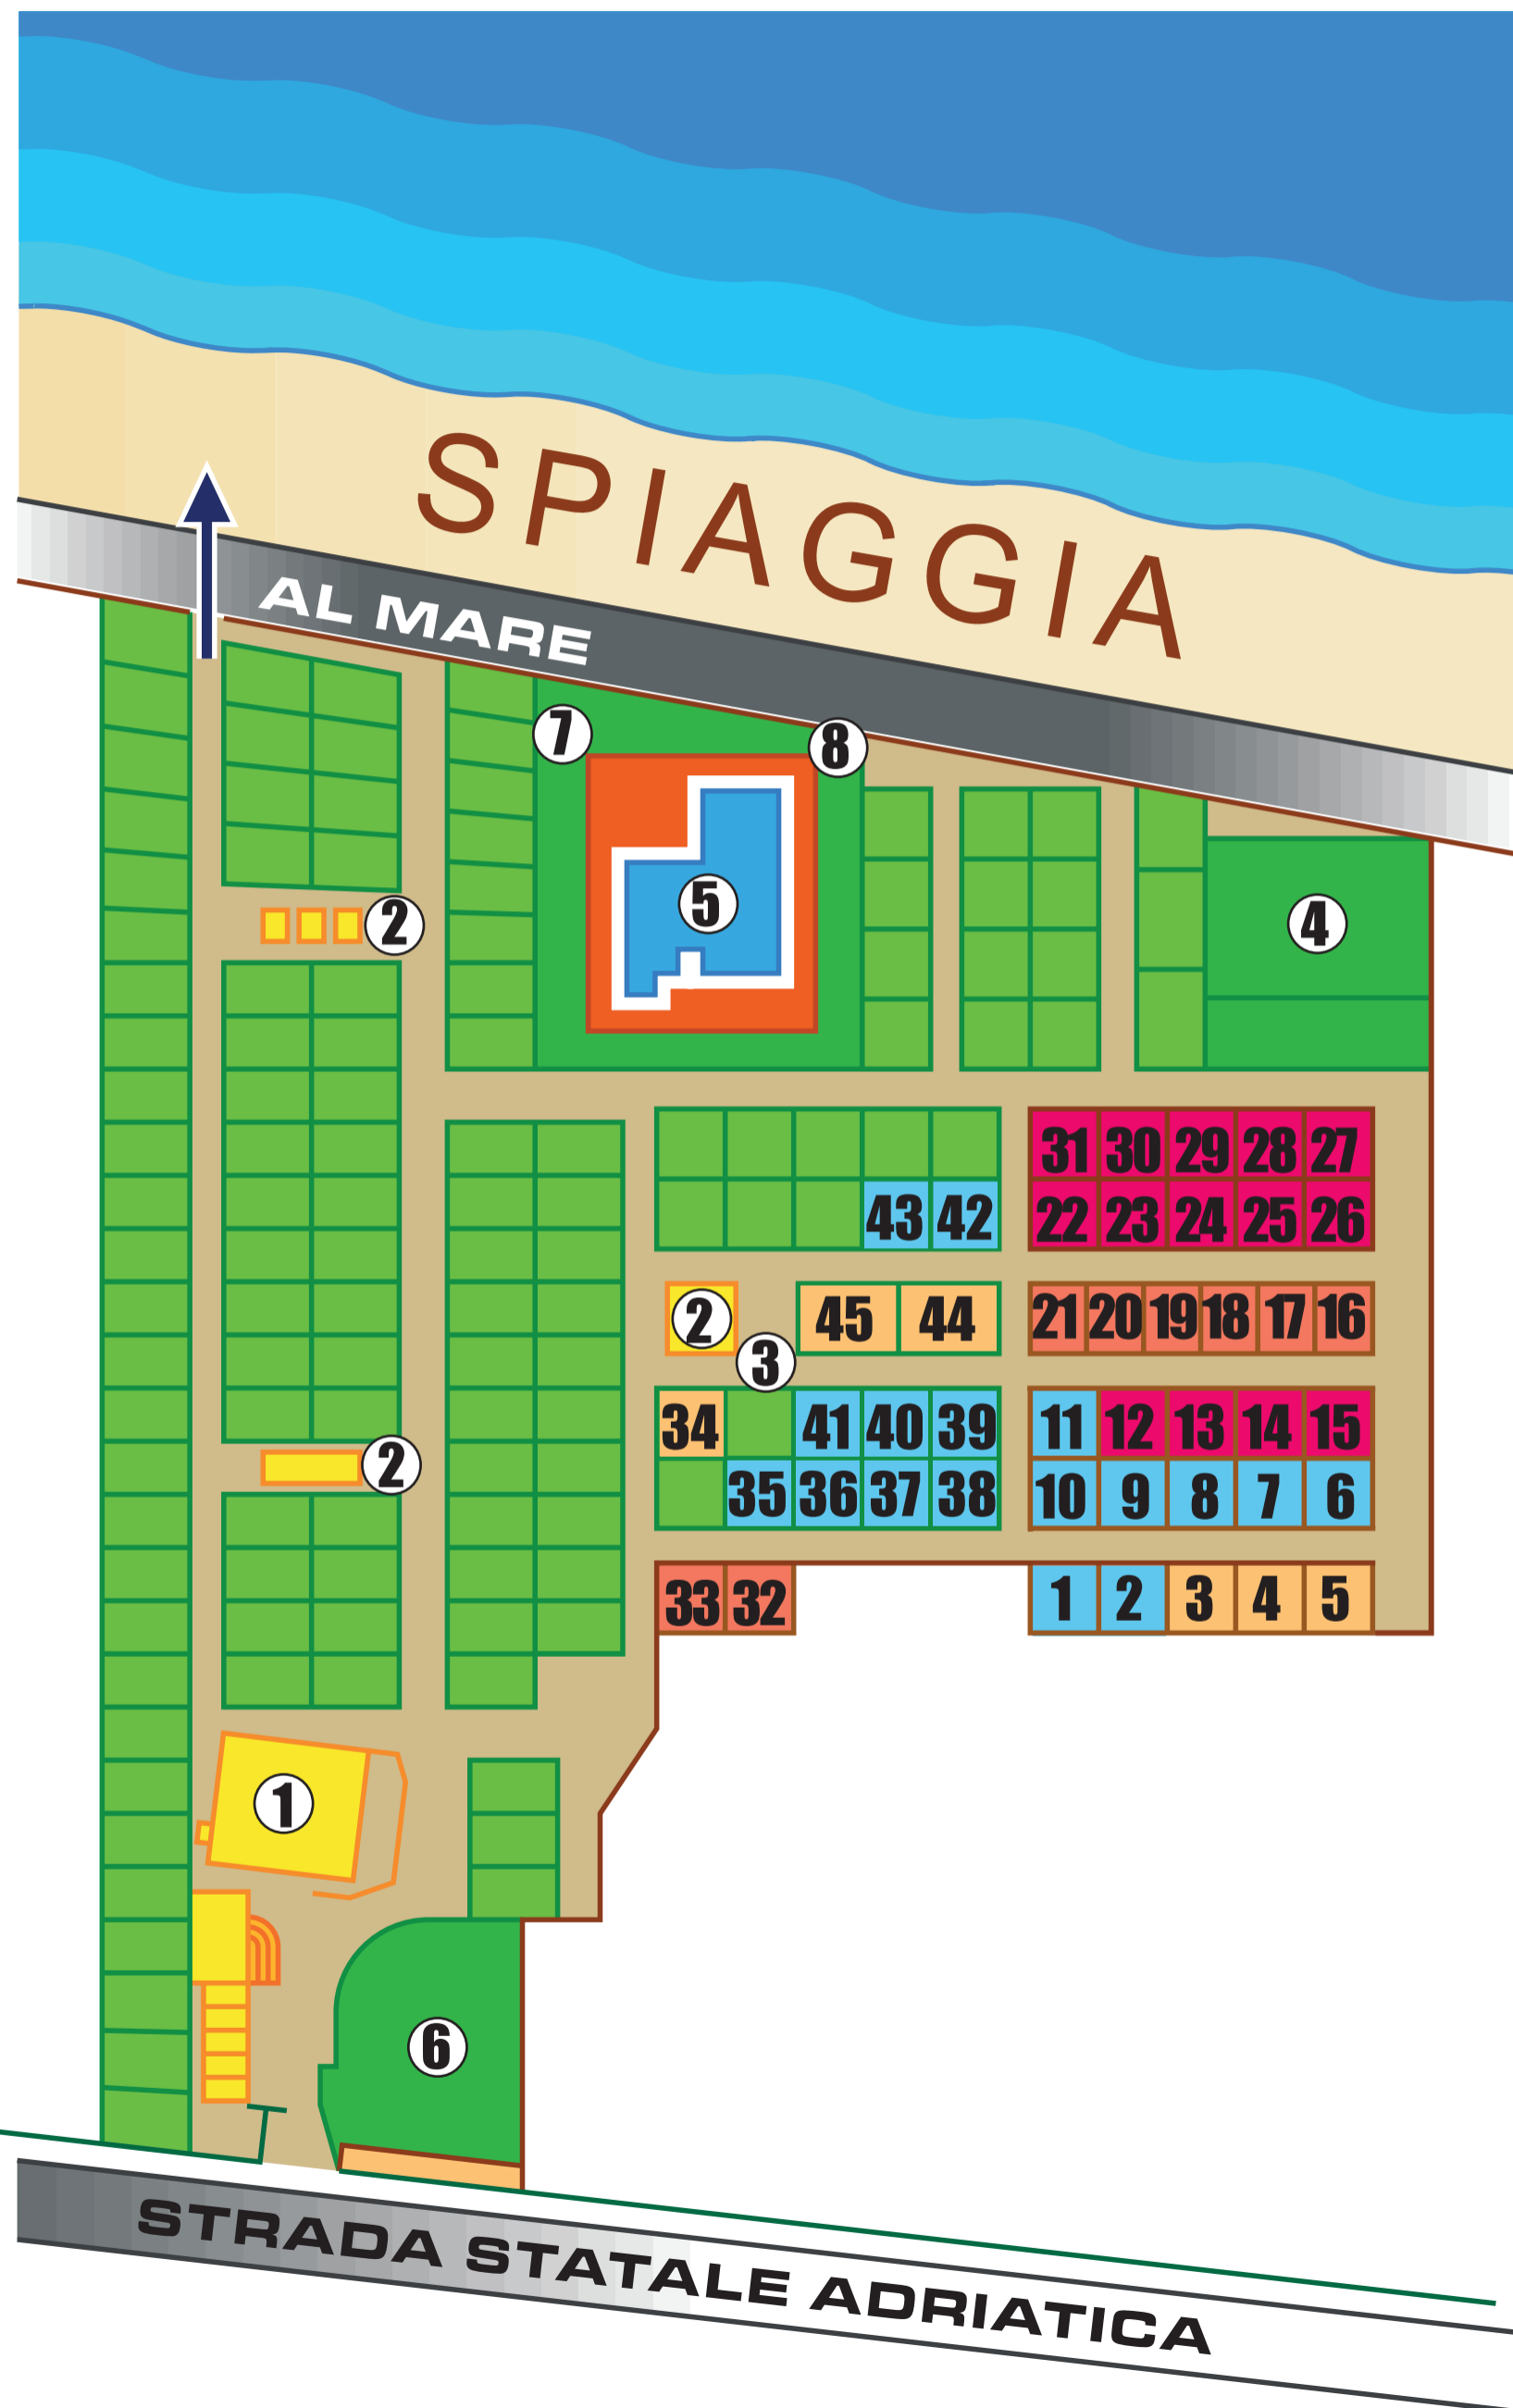 SPIAGGIA
AL MARE
7
8
5
2
4
31 30 29 28 27
43 42 22 23 24 25 26
2 45 44 21 20 19 18 17 16
3
34 41 40 39 11 12 13 14 15
2
35 36 37 38 10 9 8 7 6
33 32 1 2 3 4 5
1
6
STRADA STATALE ADRIATICA